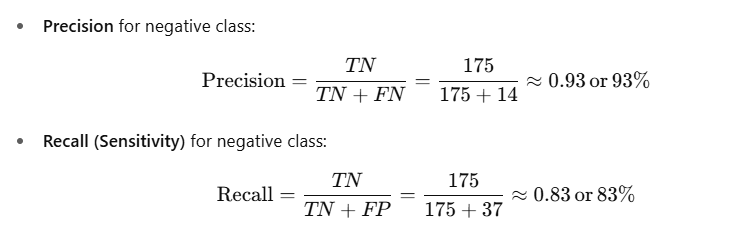 • Precision for negative class:
Precision = TN / (TN + FN) = 175 / (175 + 14) ≈ 0.93 or 93%
• Recall (Sensitivity) for negative class:
Recall = TN / (TN + FP) = 175 / (175 + 37) ≈ 0.83 or 83%